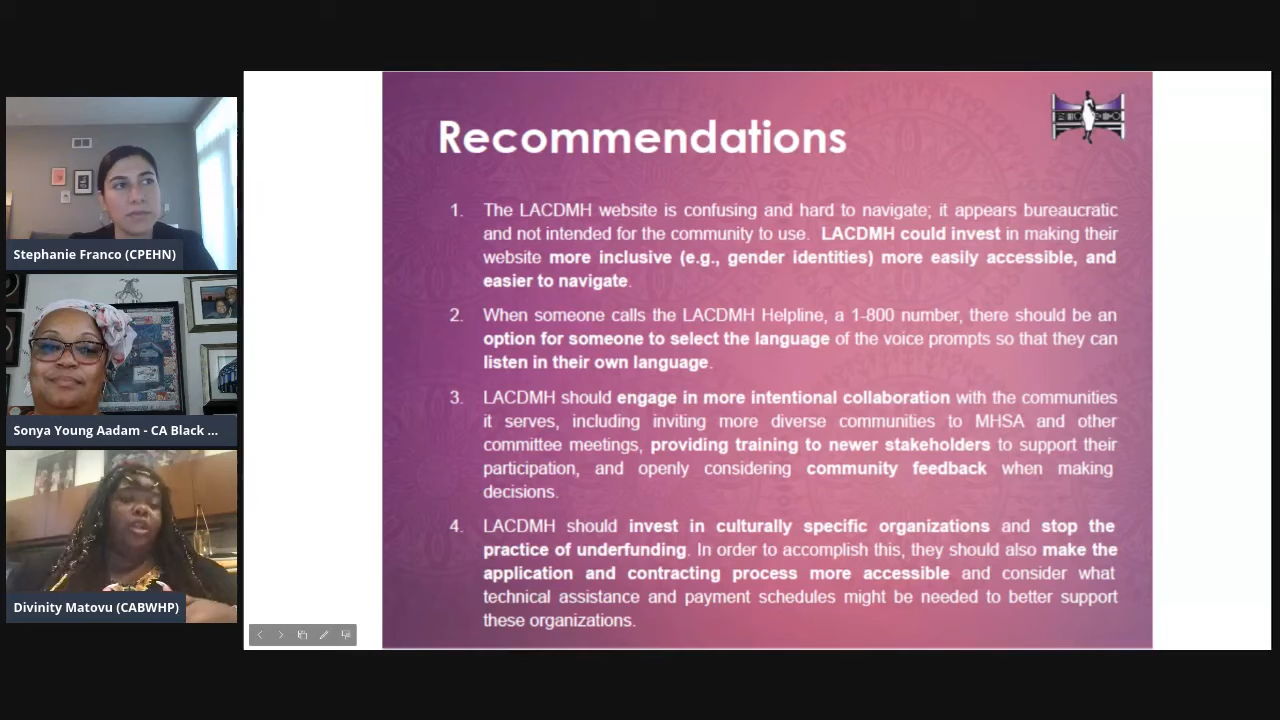 Stephanie Franco (CPEHN)
Sonya Young Aadam - CA Black ...
Divinity Matovu (CABWHP)
Recommendations
1. The LACDMH website is confusing and hard to navigate; it appears bureaucratic
and not intended for the community to use. LACDMH could invest in making their
website more inclusive (e.g., gender identities) more easily accessible, and
easier to navigate.
2. When someone calls the LACDMH Helpline, a 1-800 number, there should be an
option for someone to select the language of the voice prompts so that they can
listen in their own language.
3. LACDMH should engage in more intentional collaboration with the communities
it serves, including inviting more diverse communities to MHSA and other
committee meetings, providing training to newer stakeholders to support their
participation, and openly considering community feedback when making
decisions.
4. LACDMH should invest in culturally specific organizations and stop the
practice of underfunding. In order to accomplish this, they should also make the
application and contracting process more accessible and consider what
technical assistance and payment schedules might be needed to better support
these organizations.